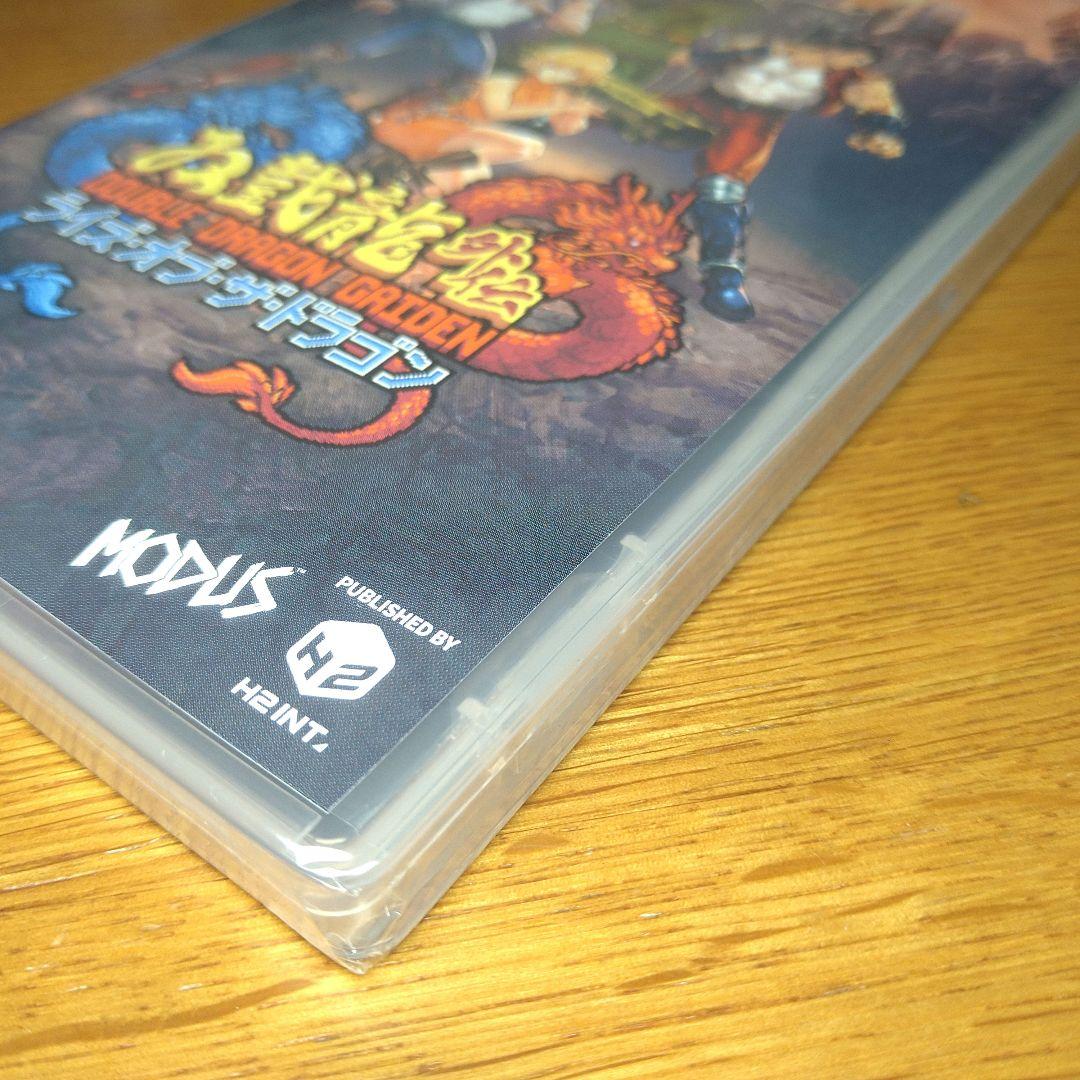 双截龍外伝
DOUBLE DRAGON GAIDEN
ライズ・オブ・ザ・ドラゴン
MODUS™
PUBLISHED BY
H2
H2 INT.